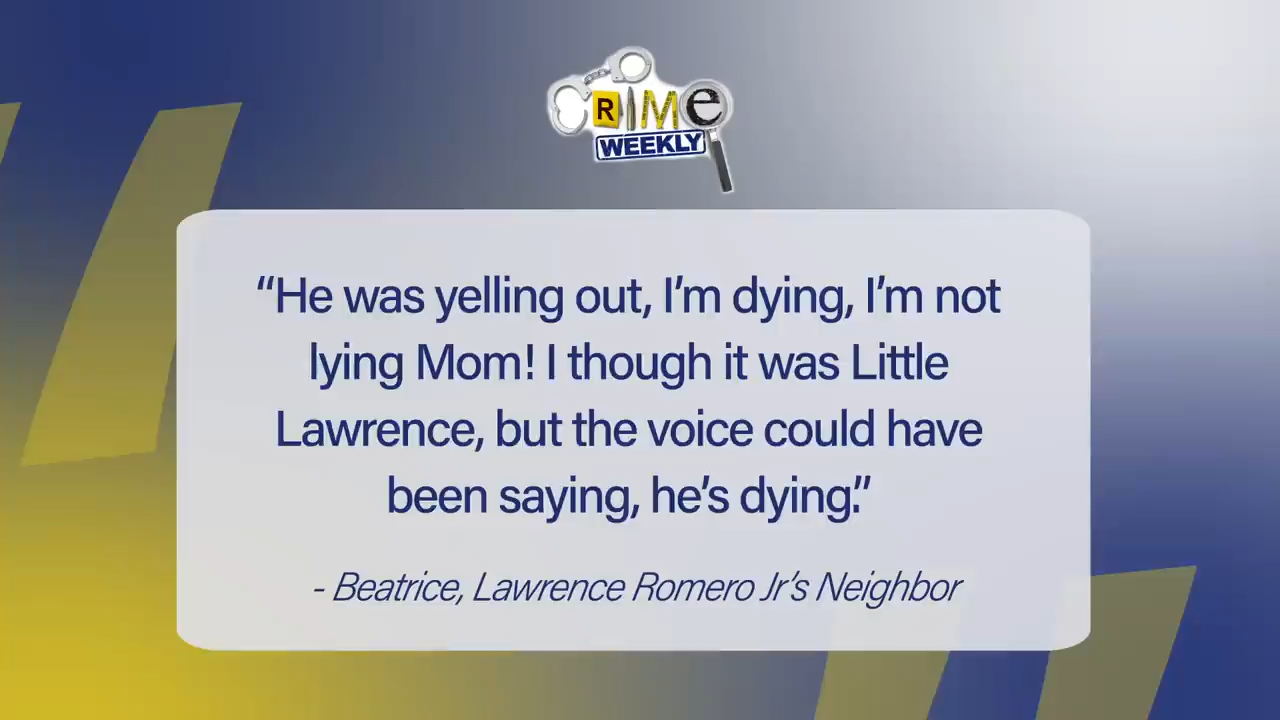 CRIMe
WEEKLY
“He was yelling out, I’m dying, I’m not
lying Mom! I though it was Little
Lawrence, but the voice could have
been saying, he’s dying.”
- Beatrice, Lawrence Romero Jr’s Neighbor